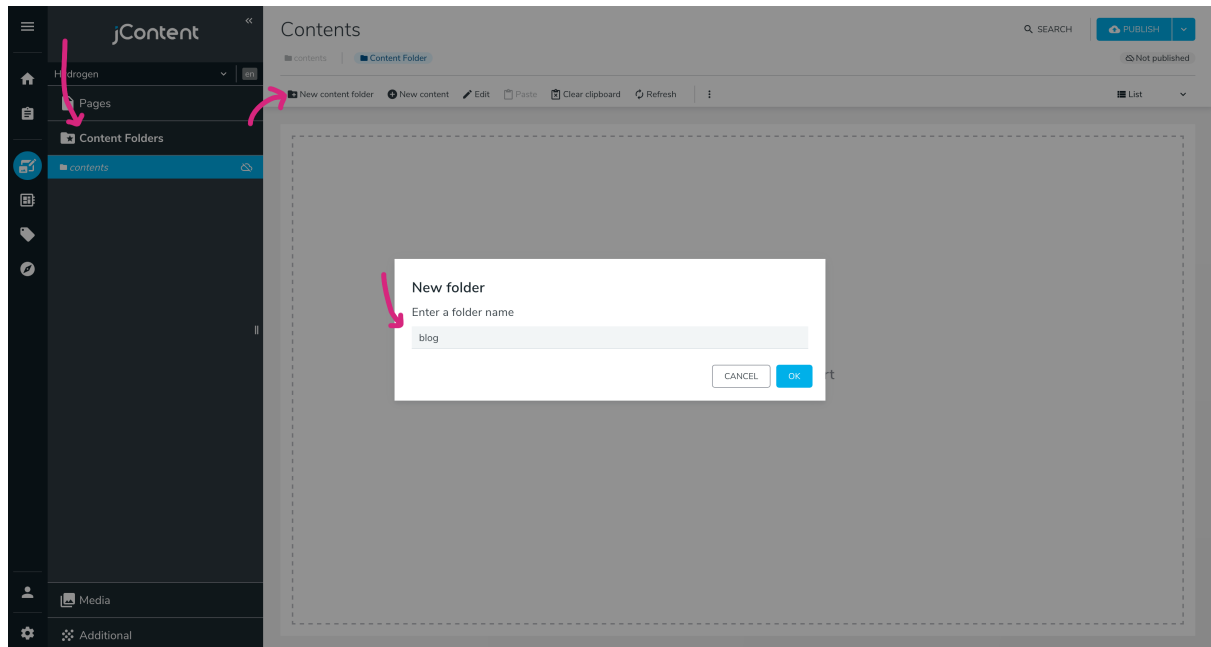 jContent
«
Hydrogen
en
Pages
Content Folders
contents
Media
Additional
Contents
SEARCH
PUBLISH
contents
Content Folder
Not published
New content folder
New content
Edit
Paste
Clear clipboard
Refresh
List
New folder
Enter a folder name
blog
CANCEL
OK
rt